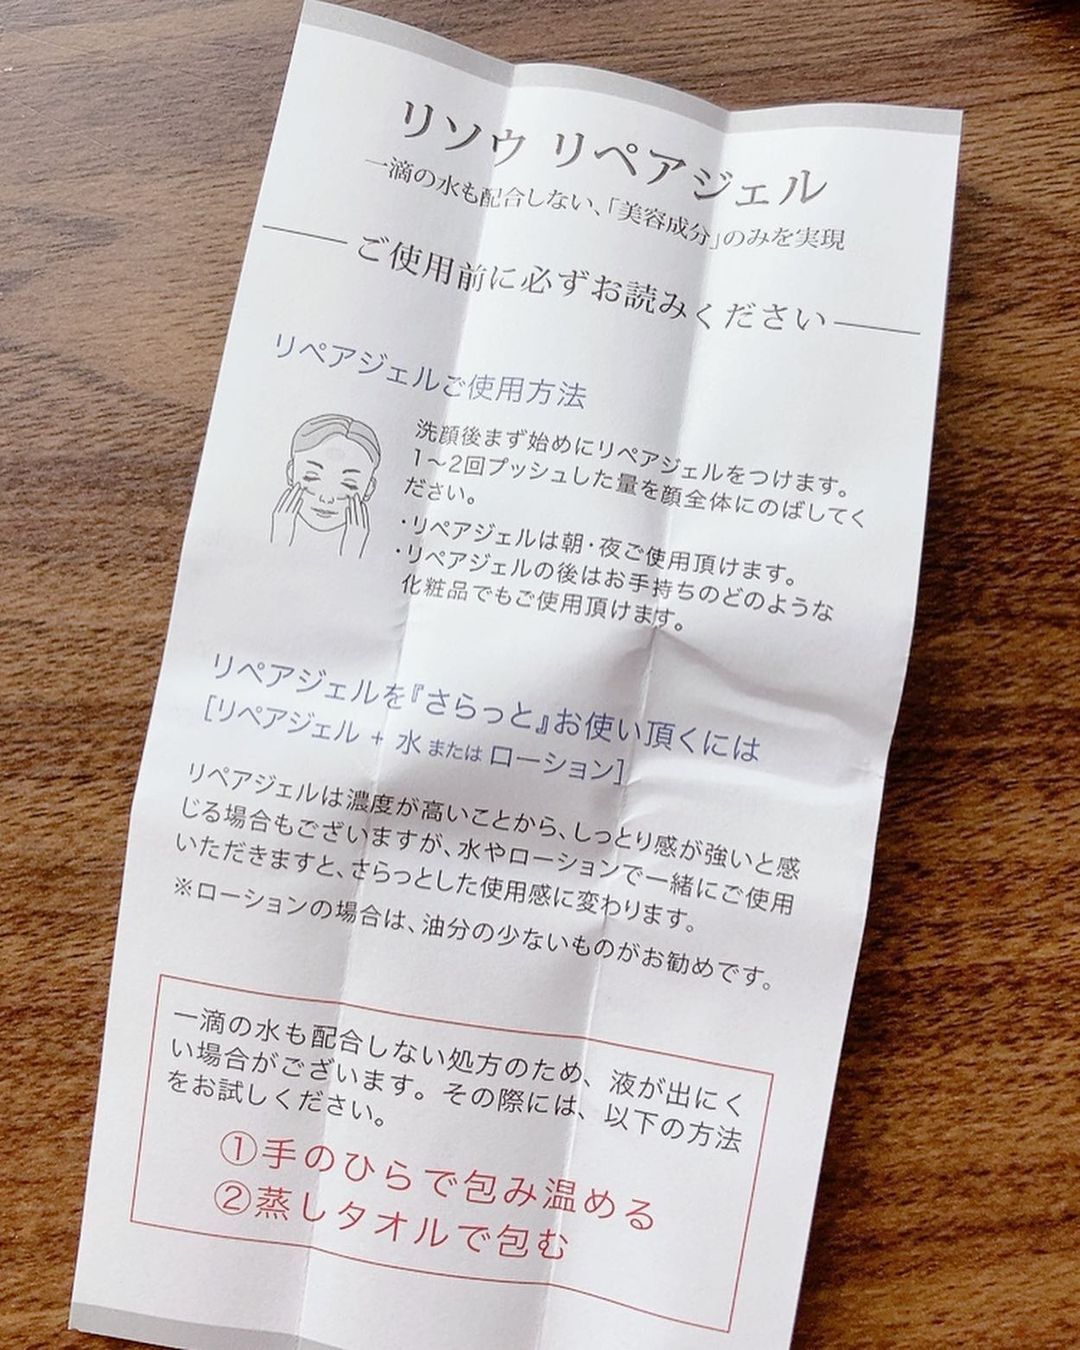 リソウ リペアジェル
一滴の水も配合しない、「美容成分」のみを実現
ご使用前に必ずお読みください
リペアジェルご使用方法
洗顔後まず始めにリペアジェルをつけます。
1〜2回プッシュした量を顔全体にのばしてく
ださい。
・リペアジェルは朝・夜ご使用頂けます。
・リペアジェルの後はお手持ちのどのような
化粧品でもご使用頂けます。
リペアジェルを『さらっと』お使い頂くには
[リペアジェル + 水 または ローション]
リペアジェルは濃度が高いことから、しっとり感が強いと感
じる場合もございますが、水やローションで一緒にご使用
いただきますと、さらっとした使用感に変わります。
※ローションの場合は、油分の少ないものがお勧めです。
一滴の水も配合しない処方のため、液が出にく
い場合がございます。その際には、以下の方法
をお試しください。
①手のひらで包み温める
②蒸しタオルで包む